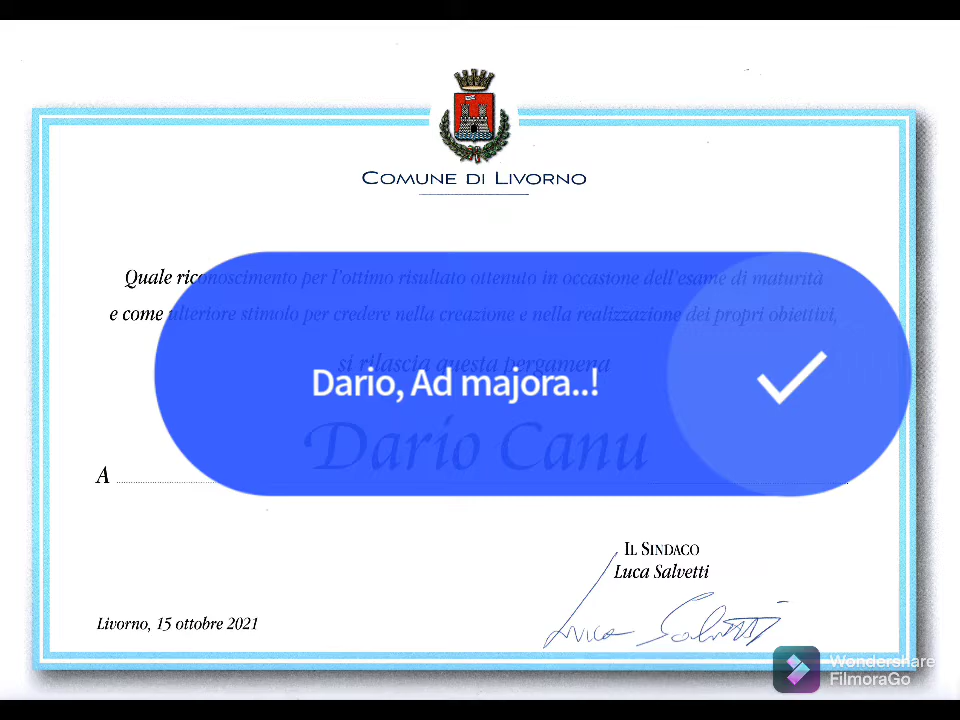 COMUNE DI LIVORNO
Quale riconoscimento per l'ottimo risultato ottenuto in occasione dell'esame di maturità
e come ulteriore stimolo per credere nella creazione e nella realizzazione dei propri obiettivi,
si rilascia questa pergamena
Dario, Ad majora..!
A Dario Canu
IL SINDACO
Luca Salvetti
Luca Salvetti
Livorno, 15 ottobre 2021
Wondershare
FilmoraGo